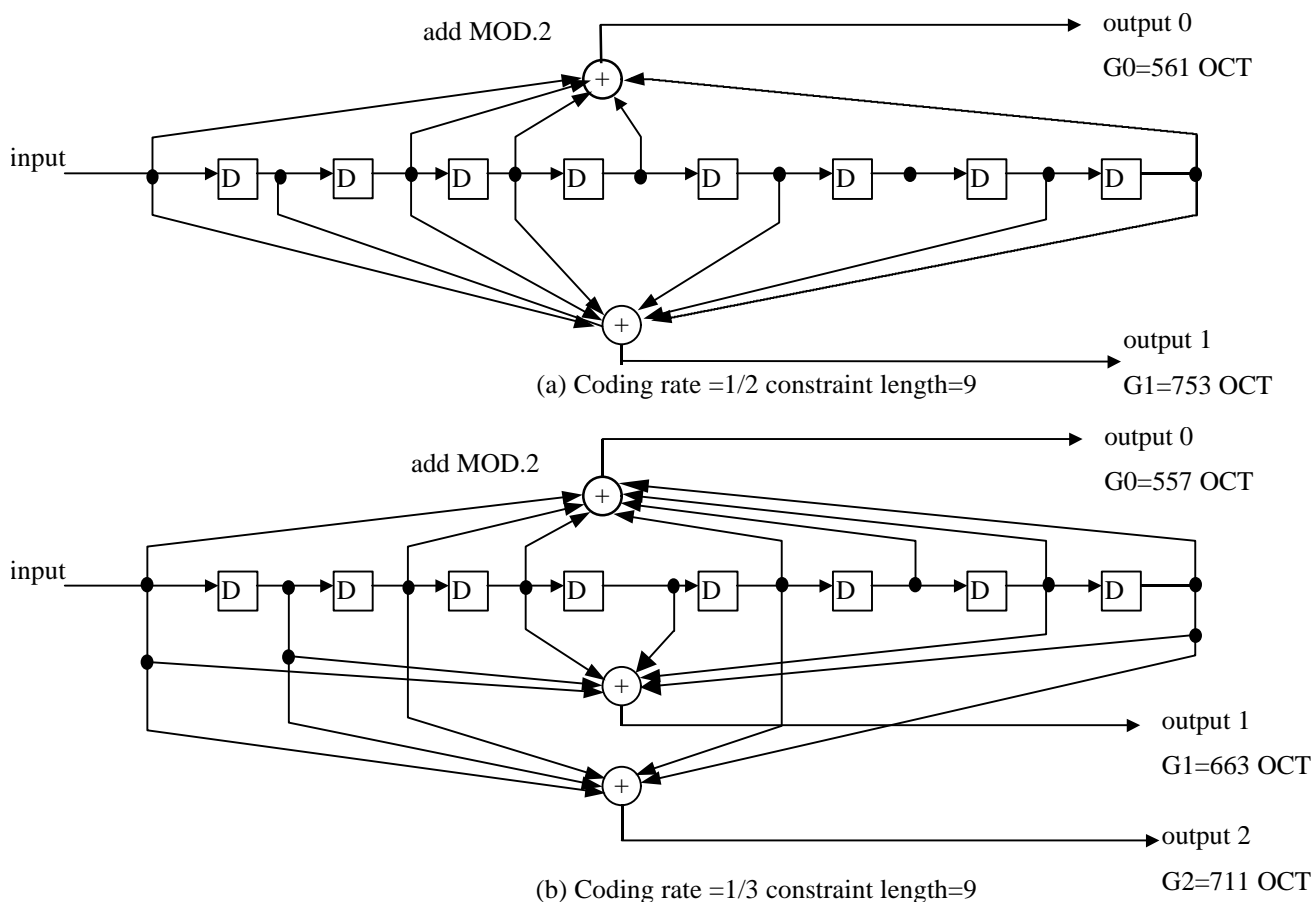 output 0
add MOD.2
G0=561 OCT
+
input
D D D D D D D D
+
output 1
(a) Coding rate =1/2 constraint length=9
G1=753 OCT
output 0
add MOD.2
G0=557 OCT
+
input
D D D D D D D D
+
output 1
G1=663 OCT
+
output 2
(b) Coding rate =1/3 constraint length=9
G2=711 OCT